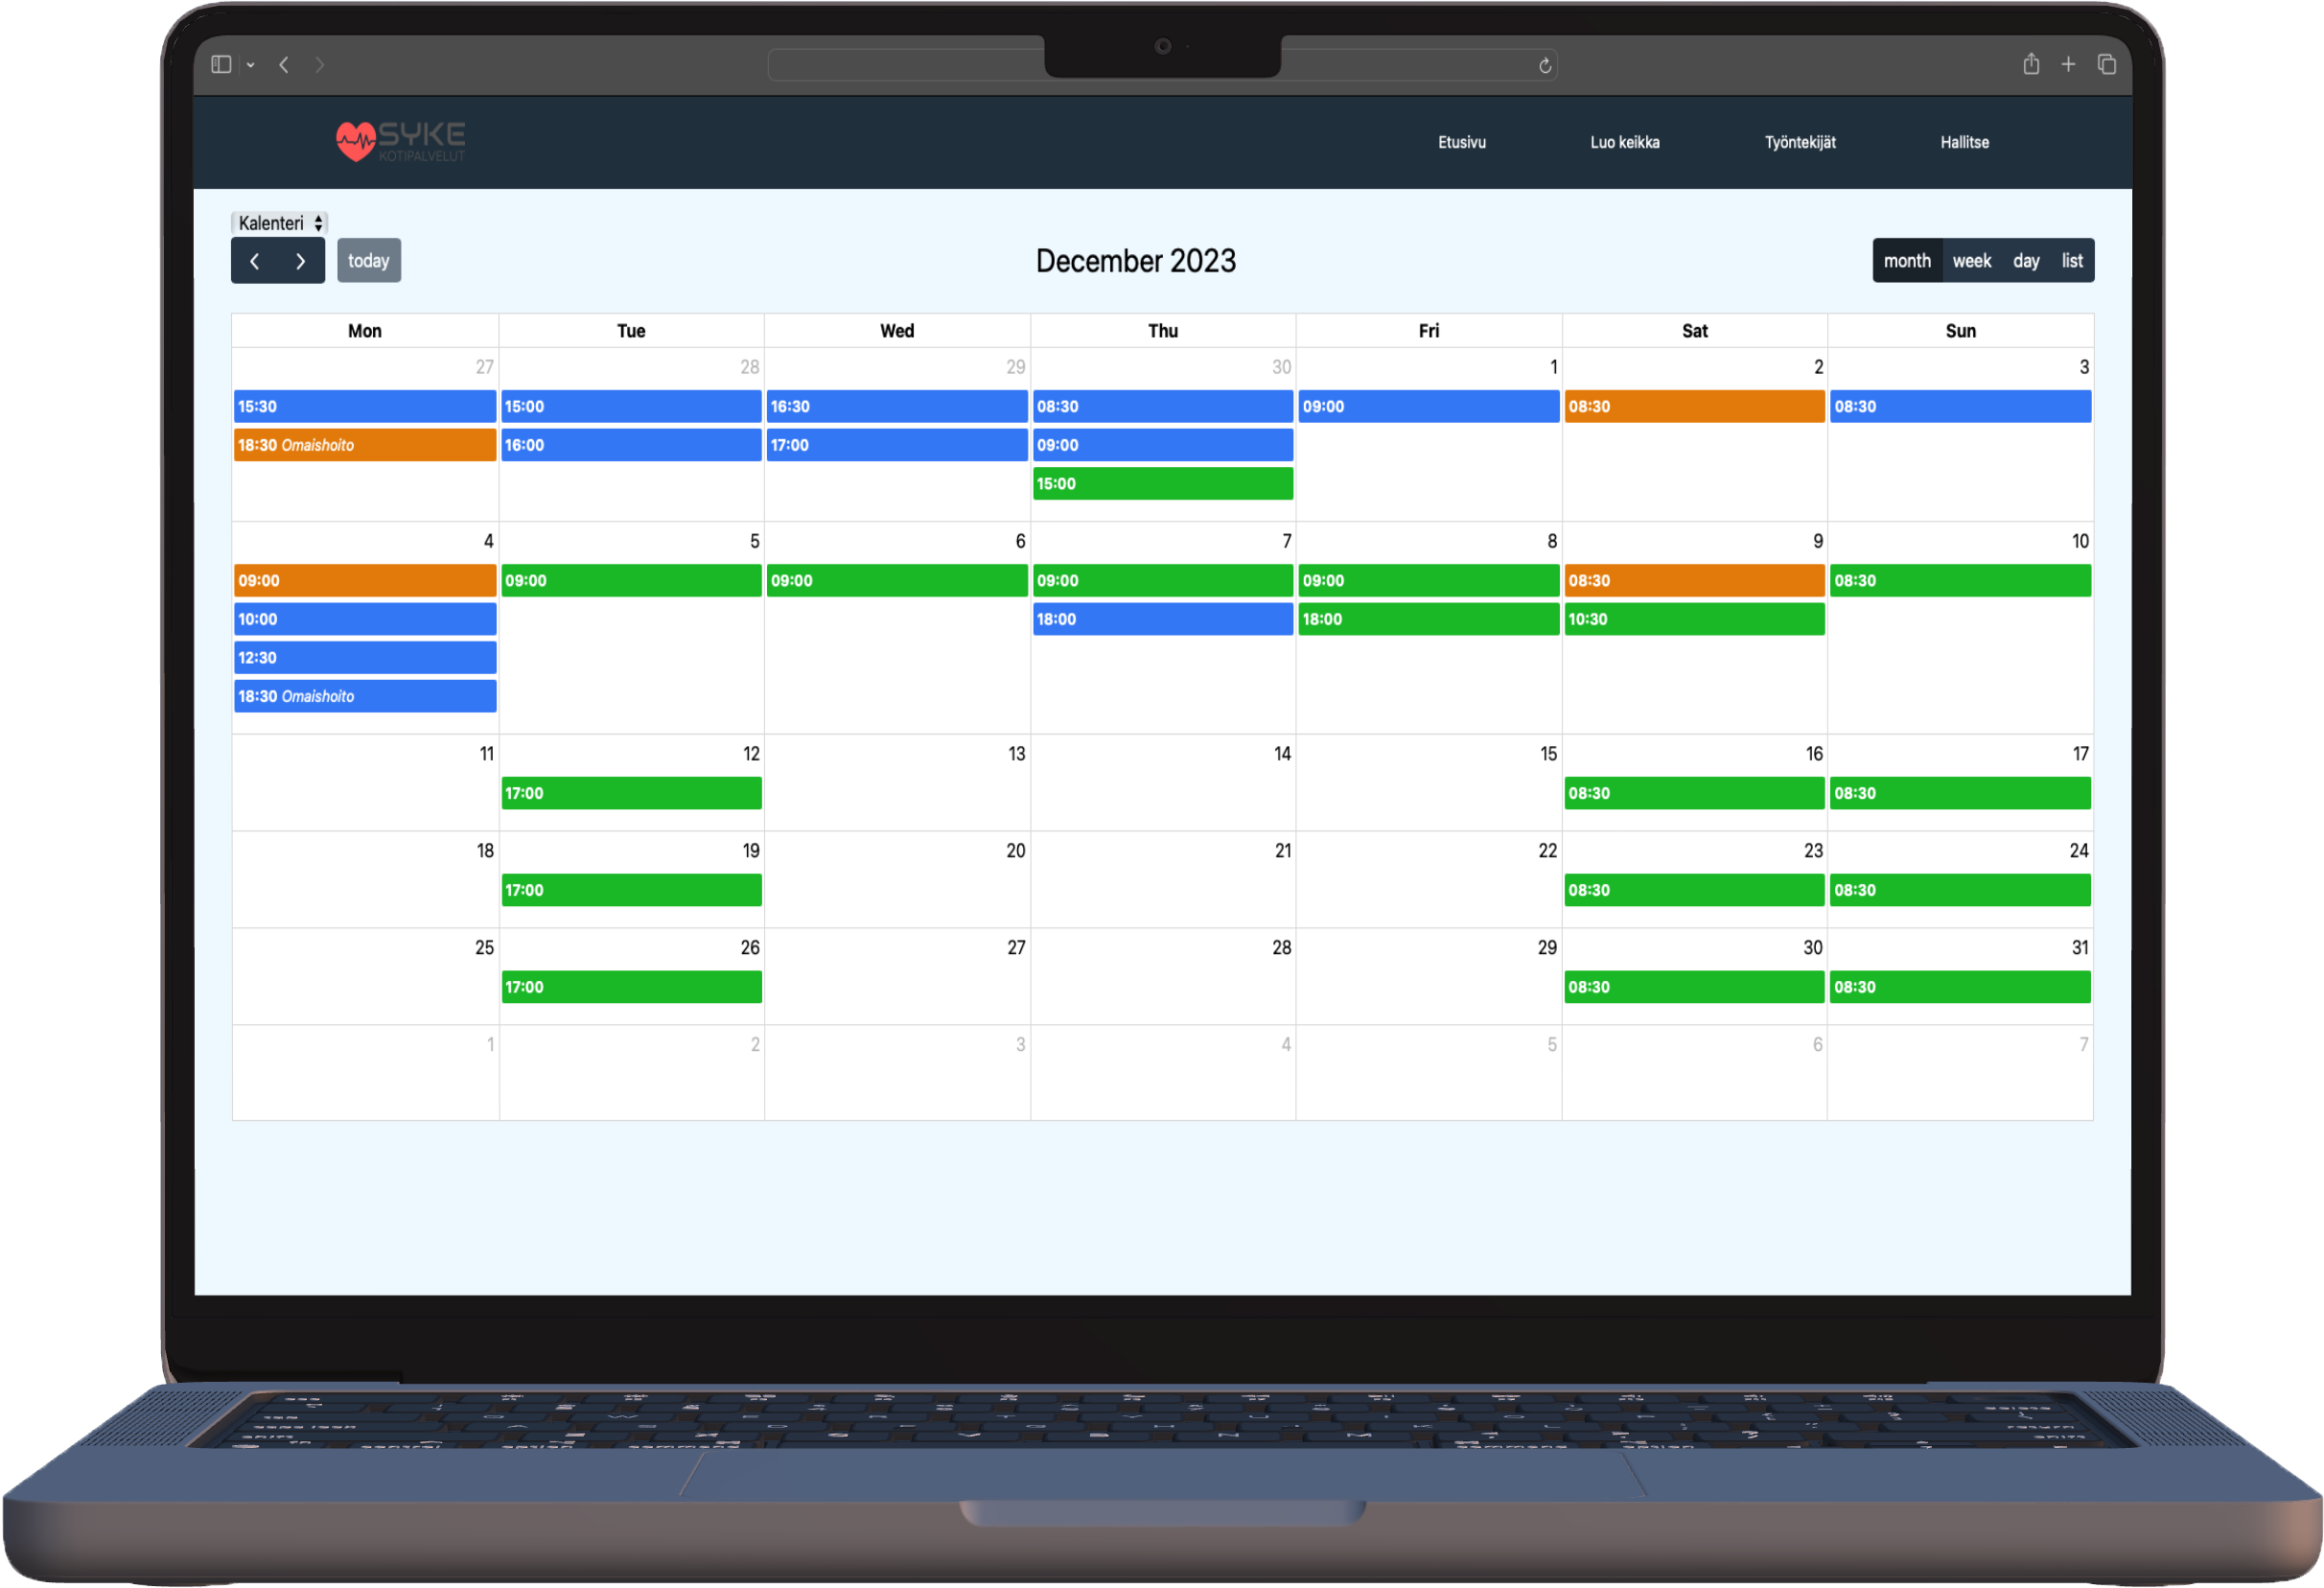 SYKE
KOTIPALVELUT
Etusivu Luo keikka Työntekijät Hallitse
Kalenteri
today
December 2023
month week day list
Mon Tue Wed Thu Fri Sat Sun
27 28 29 30 1 2 3
15:30 15:00 16:30 08:30 09:00 08:30 08:30
18:30 Omaishoito 16:00 17:00 09:00
15:00
4 5 6 7 8 9 10
09:00 09:00 09:00 09:00 09:00 08:30 08:30
10:00 18:00 18:00 10:30
12:30
18:30 Omaishoito
11 12 13 14 15 16 17
17:00 08:30 08:30
18 19 20 21 22 23 24
17:00 08:30 08:30
25 26 27 28 29 30 31
17:00 08:30 08:30
1 2 3 4 5 6 7